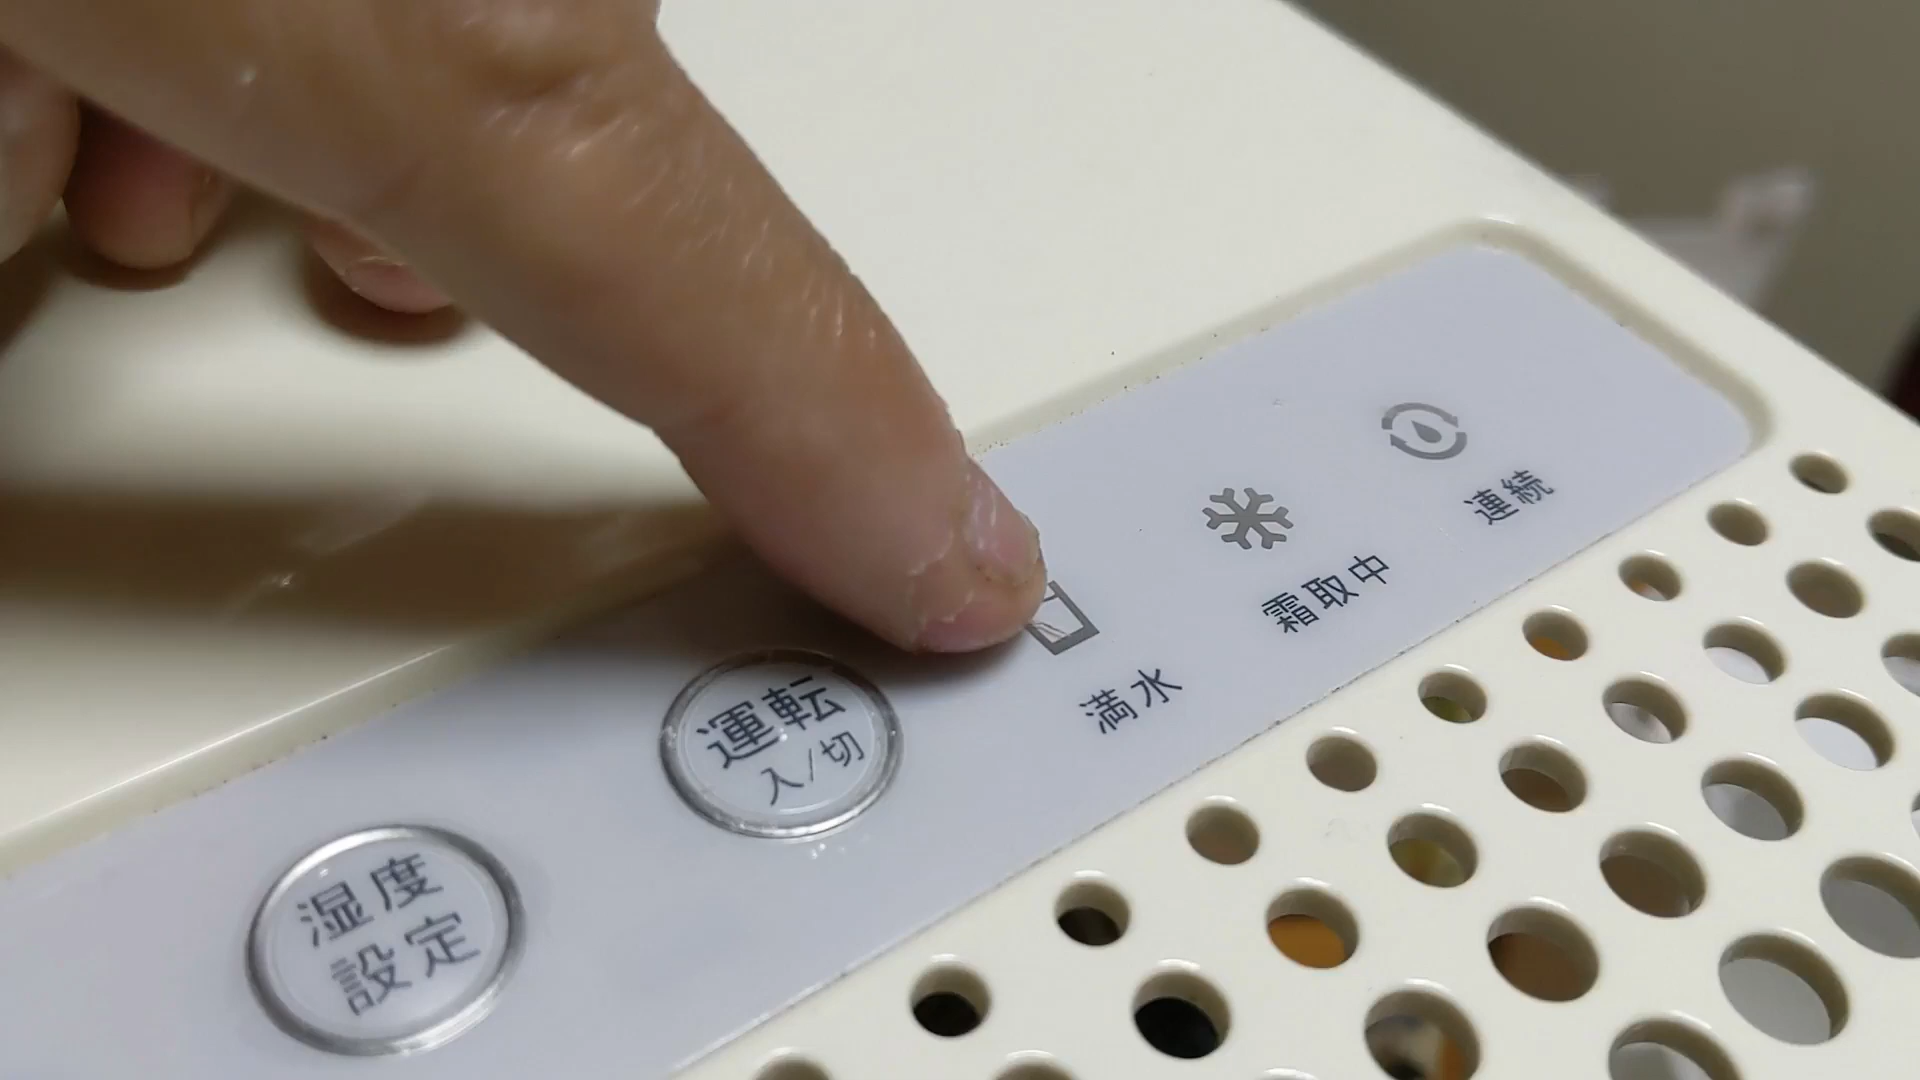 湿度
設定
運転
入/切
満水
霜取中
連続